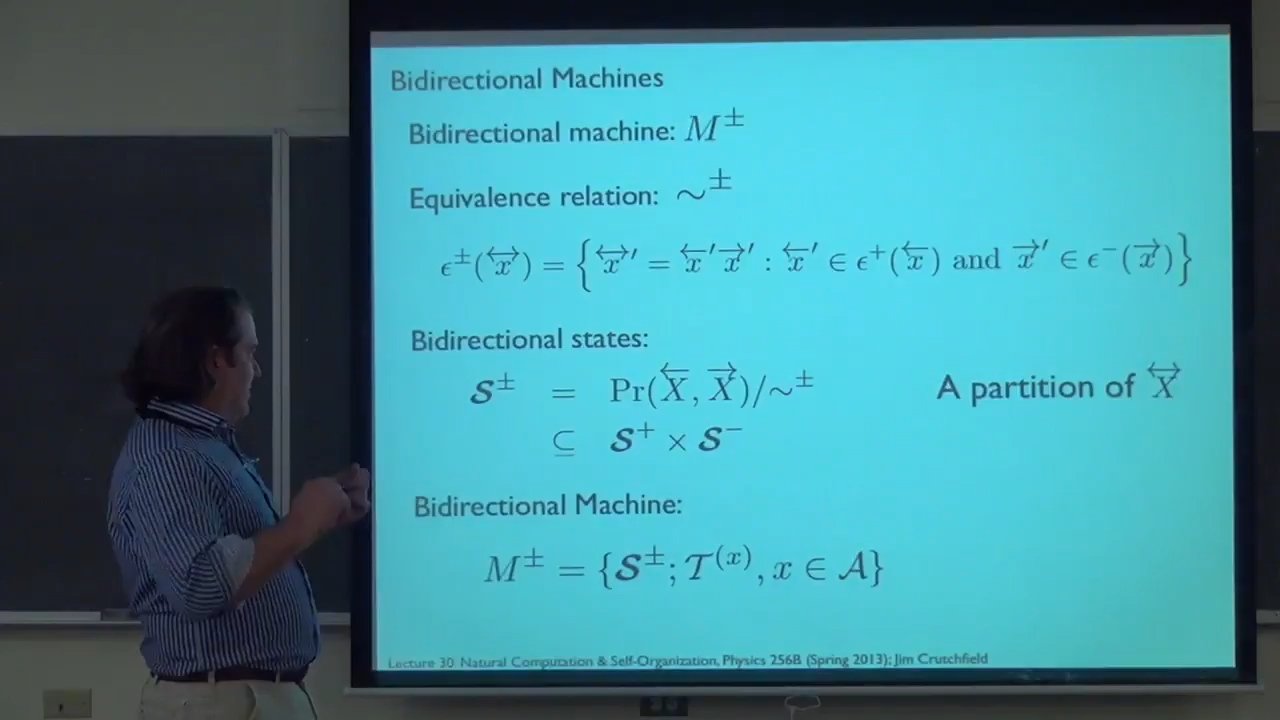 Bidirectional Machines
Bidirectional machine: M^±
Equivalence relation: ~^±
ϵ^±(x⃡) = {x⃡′ = x⃖′x⃗′ : x⃖′ ∈ ϵ^+(x⃖) and x⃗′ ∈ ϵ^−(x⃗)}
Bidirectional states:
𝓢^± = Pr(X⃖, X⃗)/~^± A partition of X⃡
⊆ 𝓢^+ × 𝓢^−
Bidirectional Machine:
M^± = {𝓢^±; 𝒯^(x), x ∈ 𝒜}
Lecture 30: Natural Computation & Self-Organization, Physics 256B (Spring 2013); Jim Crutchfield